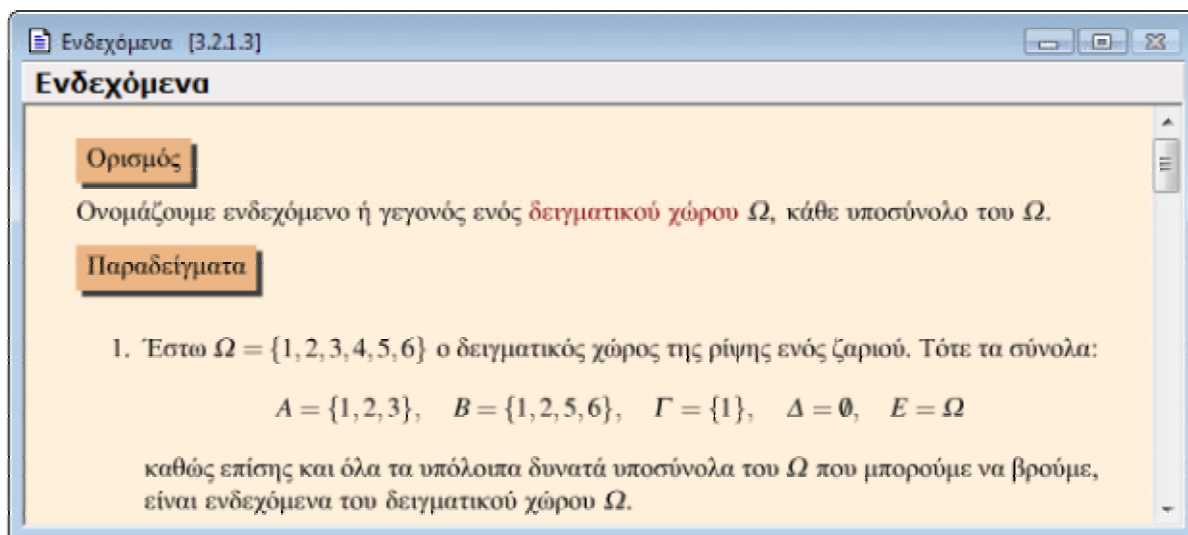 Ενδεχόμενα [3.2.1.3]
Ενδεχόμενα
Ορισμός
Ονομάζουμε ενδεχόμενο ή γεγονός ενός δειγματικού χώρου Ω, κάθε υποσύνολο του Ω.
Παραδείγματα
1. Έστω Ω = {1,2,3,4,5,6} ο δειγματικός χώρος της ρίψης ενός ζαριού. Τότε τα σύνολα:
A = {1,2,3}, B = {1,2,5,6}, Γ = {1}, Δ = ∅, E = Ω
καθώς επίσης και όλα τα υπόλοιπα δυνατά υποσύνολα του Ω που μπορούμε να βρούμε,
είναι ενδεχόμενα του δειγματικού χώρου Ω.